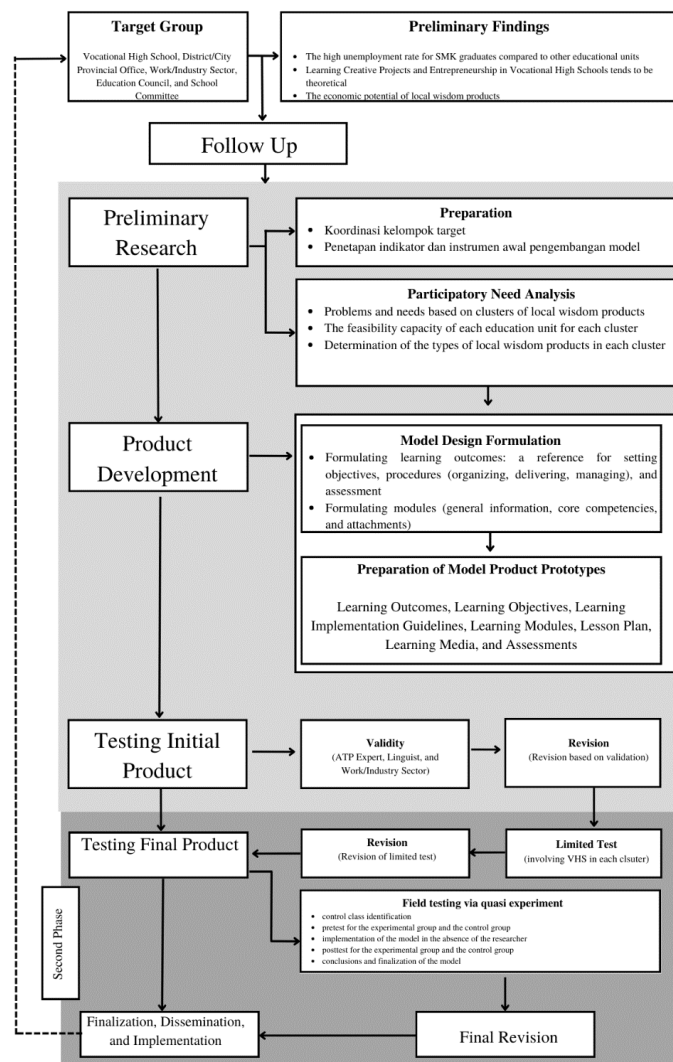 Target Group
Vocational High School, District/City
Provincial Office, Work/Industry Sector,
Education Council, and School
Committee
Preliminary Findings
• The high unemployment rate for SMK graduates compared to other educational units
• Learning Creative Projects and Entrepreneurship in Vocational High Schools tends to be
theoretical
• The economic potential of local wisdom products
Follow Up
Preliminary
Research
Preparation
• Koordinasi kelompok target
• Penetapan indikator dan instrumen awal pengembangan model
Participatory Need Analysis
• Problems and needs based on clusters of local wisdom products
• The feasibility capacity of each education unit for each cluster
• Determination of the types of local wisdom products in each cluster
Product
Development
Model Design Formulation
• Formulating learning outcomes: a reference for setting
objectives, procedures (organizing, delivering, managing), and
assessment
• Formulating modules (general information, core competencies,
and attachments)
Preparation of Model Product Prototypes
Learning Outcomes, Learning Objectives, Learning
Implementation Guidelines, Learning Modules, Lesson Plan,
Learning Media, and Assessments
Testing Initial
Product
Validity
(ATP Expert, Linguist, and
Work/Industry Sector)
Revision
(Revision based on validation)
Testing Final Product
Revision
(Revision of limited test)
Limited Test
(involving VHS in each clsuter)
Field testing via quasi experiment
• control class identification
• pretest for the experimental group and the control group
• implementation of the model in the absence of the researcher
• posttest for the experimental group and the control group
• conclusions and finalization of the model
Second Phase
Finalization, Dissemination,
and Implementation
Final Revision